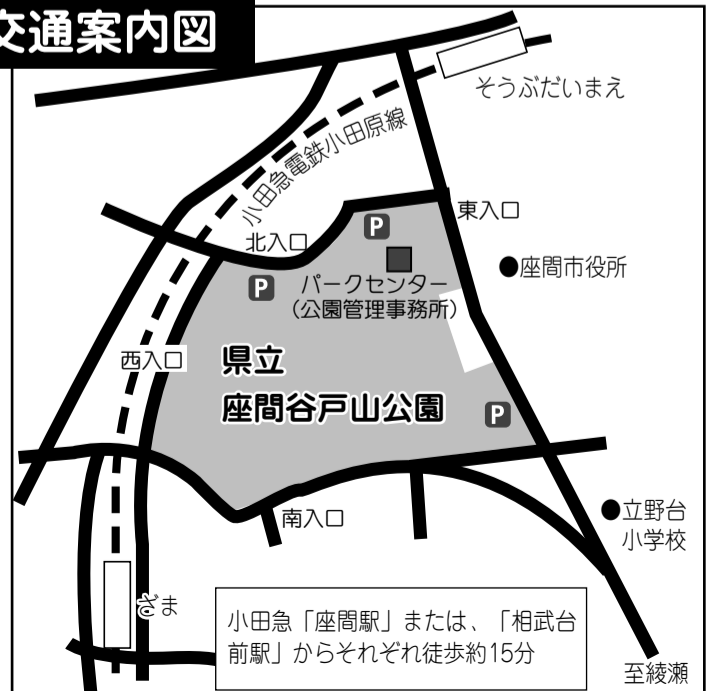 交通案内図
そうぶだいまえ
小田急電鉄小田原線
東入口
北入口
P
●座間市役所
パークセンター
(公園管理事務所)
P
西入口
県立
座間谷戸山公園
P
南入口
●立野台
小学校
ざま
小田急「座間駅」または、「相武台
前駅」からそれぞれ徒歩約15分
至綾瀬